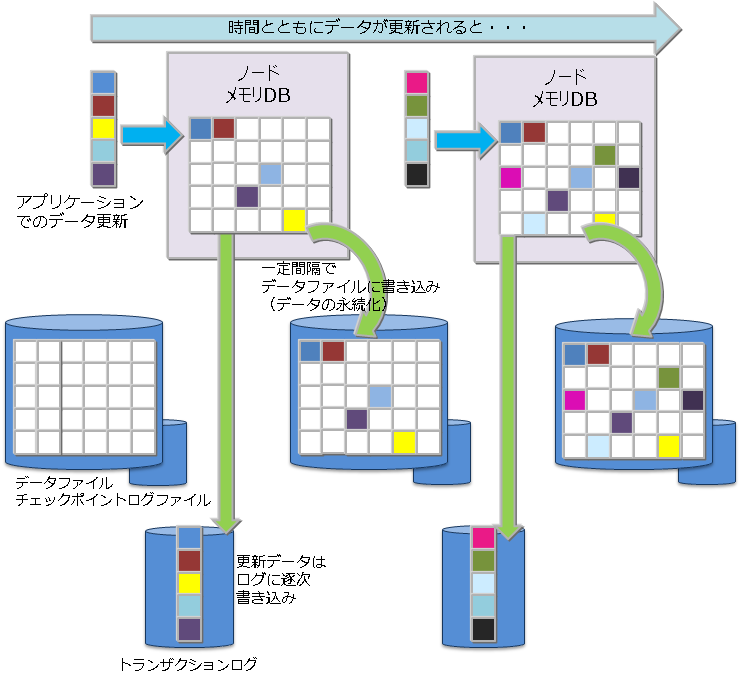 時間とともにデータが更新されると・・・
ノード
メモリDB
ノード
メモリDB
アプリケーション
でのデータ更新
一定間隔で
データファイルに書き込み
（データの永続化）
データファイル
チェックポイントログファイル
更新データは
ログに逐次
書き込み
トランザクションログ